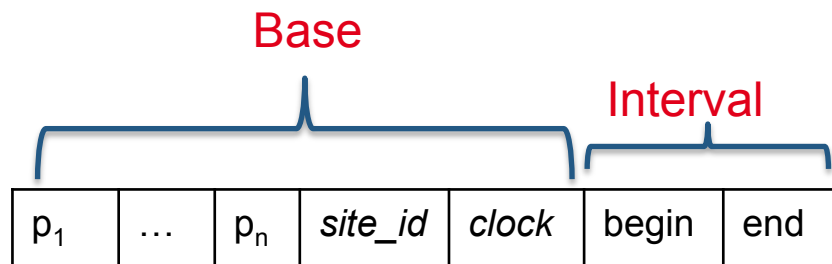 Base
Interval
p₁ … pₙ site_id clock begin end